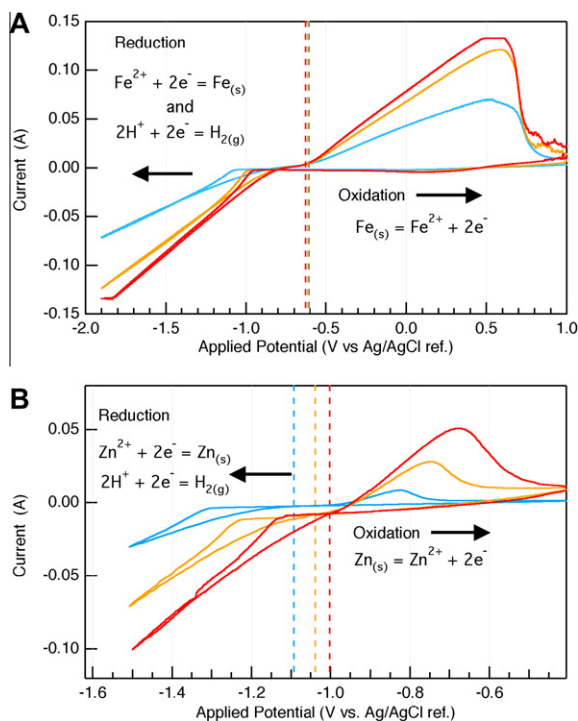 A
0.15
0.10
0.05
0.00
-0.05
-0.10
0.15
Current (A)
Reduction
Fe²⁺ + 2e⁻ = Fe₍ₛ₎
and
2H⁺ + 2e⁻ = H₂₍g₎
Oxidation
Fe₍ₛ₎ = Fe²⁺ + 2e⁻
-2.0 -1.5 -1.0 -0.5 0.0 0.5 1.0
Applied Potential (V vs Ag/AgCl ref.)
B
0.05
0.00
-0.05
-0.10
Current (A)
Reduction
Zn²⁺ + 2e⁻ = Zn₍ₛ₎
2H⁺ + 2e⁻ = H₂₍g₎
Oxidation
Zn₍ₛ₎ = Zn²⁺ + 2e⁻
-1.6 -1.4 -1.2 -1.0 -0.8 -0.6
Applied Potential (V vs. Ag/AgCl ref.)